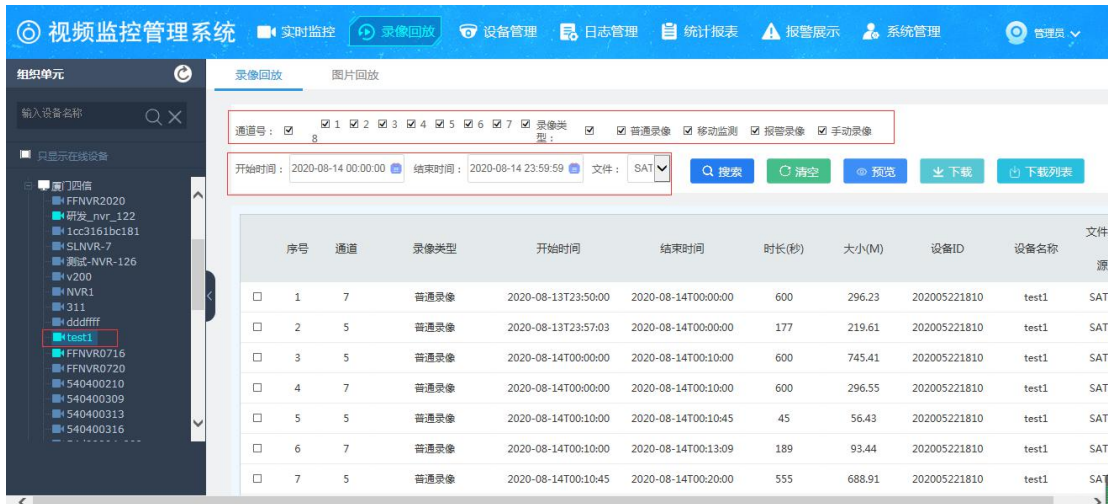 视频监控管理系统 实时监控 录像回放 设备管理 日志管理 统计报表 报警展示 系统管理 管理员
组织单元
录像回放 图片回放
输入设备名称
只显示在线设备
厦门四信
FFNVR2020
研发_nvr_122
1cc3161bc181
SLNVR-7
测试-NVR-126
v200
NVR1
311
dddffff
test1
FFNVR0716
FFNVR0720
540400210
540400309
540400313
540400316
通道号： 1 2 3 4 5 6 7 录像类 普通录像 移动监测 报警录像 手动录像
8 型：
开始时间： 2020-08-14 00:00:00 结束时间： 2020-08-14 23:59:59 文件： SAT 搜索 清空 预览 下载 下载列表
序号 通道 录像类型 开始时间 结束时间 时长(秒) 大小(M) 设备ID 设备名称 文件
源
1 7 普通录像 2020-08-13T23:50:00 2020-08-14T00:00:00 600 296.23 202005221810 test1 SAT
2 5 普通录像 2020-08-13T23:57:03 2020-08-14T00:00:00 177 219.61 202005221810 test1 SAT
3 5 普通录像 2020-08-14T00:00:00 2020-08-14T00:10:00 600 745.41 202005221810 test1 SAT
4 7 普通录像 2020-08-14T00:00:00 2020-08-14T00:10:00 600 296.55 202005221810 test1 SAT
5 5 普通录像 2020-08-14T00:10:00 2020-08-14T00:10:45 45 56.43 202005221810 test1 SAT
6 7 普通录像 2020-08-14T00:10:00 2020-08-14T00:13:09 189 93.44 202005221810 test1 SAT
7 5 普通录像 2020-08-14T00:10:45 2020-08-14T00:20:00 555 688.91 202005221810 test1 SAT